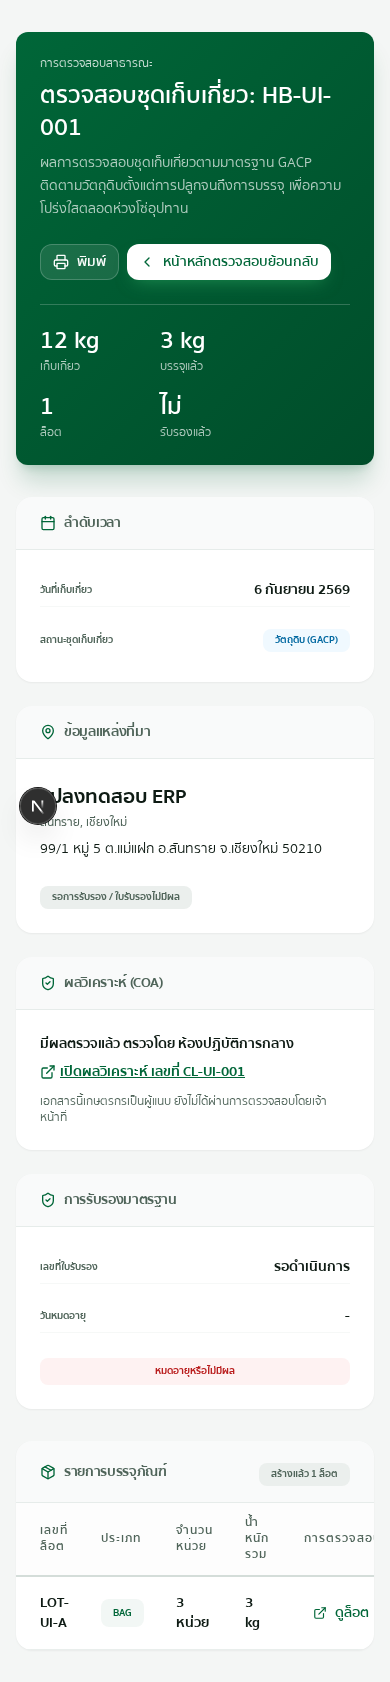 การตรวจสอบสาธารณะ
ตรวจสอบชุดเก็บเกี่ยว: HB-UI-
001
ผลการตรวจสอบชุดเก็บเกี่ยวตามมาตรฐาน GACP
ติดตามวัตถุดิบตั้งแต่การปลูกจนถึงการบรรจุ เพื่อความ
โปร่งใสตลอดห่วงโซ่อุปทาน
พิมพ์
หน้าหลักตรวจสอบย้อนกลับ
12 kg
3 kg
เก็บเกี่ยว
บรรจุแล้ว
1
ไม่
ล็อต
รับรองแล้ว
ลำดับเวลา
วันที่เก็บเกี่ยว
6 กันยายน 2569
สถานะชุดเก็บเกี่ยว
วัตถุดิบ (GACP)
ข้อมูลแหล่งที่มา
ปลงทดสอบ ERP
สันทราย, เชียงใหม่
99/1 หมู่ 5 ต.แม่แฝก อ.สันทราย จ.เชียงใหม่ 50210
รอการรับรอง / ใบรับรองไม่มีผล
ผลวิเคราะห์ (COA)
มีผลตรวจแล้ว ตรวจโดย ห้องปฏิบัติการกลาง
เปิดผลวิเคราะห์ เลขที่ CL-UI-001
เอกสารนี้เกษตรกรเป็นผู้แนบ ยังไม่ได้ผ่านการตรวจสอบโดยเจ้า
หน้าที่
การรับรองมาตรฐาน
เลขที่ใบรับรอง
รอดำเนินการ
วันหมดอายุ
-
หมดอายุหรือไม่มีผล
รายการบรรจุภัณฑ์
สร้างแล้ว 1 ล็อต
เลขที่
ล็อต
ประเภท
จำนวน
หน่วย
น้ำ
หนัก
รวม
การตรวจสอ
LOT-
UI-A
BAG
3
หน่วย
3
kg
ดูล็อต